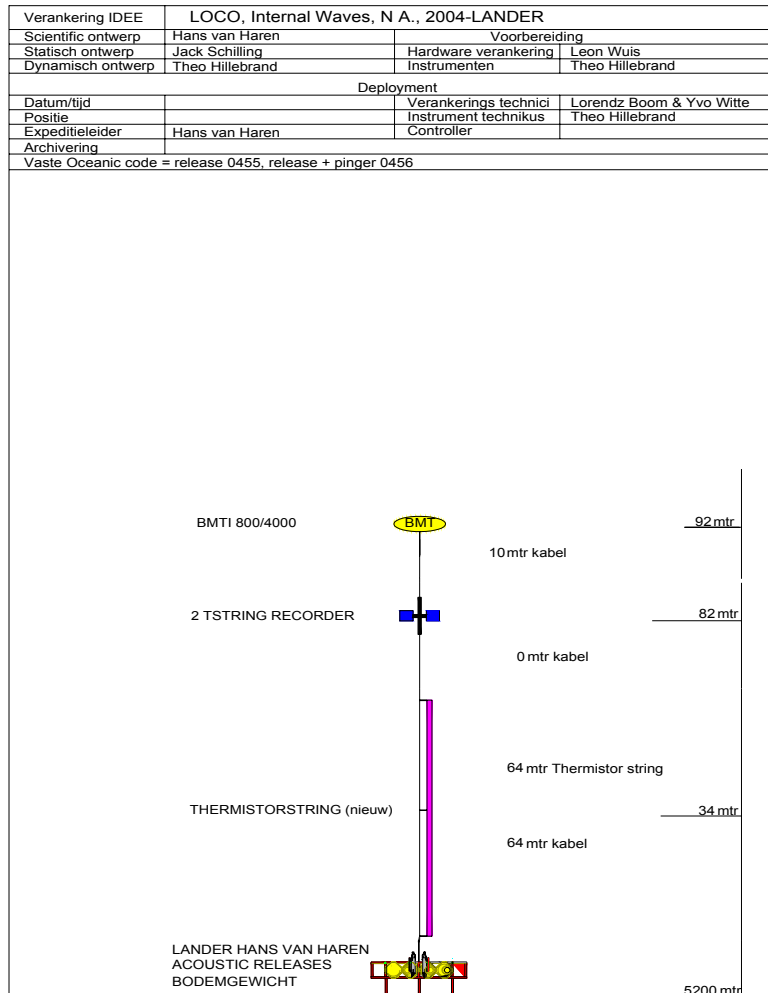 Verankering IDEE LOCO, Internal Waves, N A., 2004-LANDER
Scientific ontwerp Hans van Haren Voorbereiding
Statisch ontwerp Jack Schilling Hardware verankering Leon Wuis
Dynamisch ontwerp Theo Hillebrand Instrumenten Theo Hillebrand
Deployment
Datum/tijd Verankerings technici Lorendz Boom & Yvo Witte
Positie Instrument technikus Theo Hillebrand
Expeditieleider Hans van Haren Controller
Archivering
Vaste Oceanic code = release 0455, release + pinger 0456
BMTI 800/4000 BMT 92 mtr
10 mtr kabel
2 TSTRING RECORDER 82 mtr
0 mtr kabel
64 mtr Thermistor string
THERMISTORSTRING (nieuw) 34 mtr
64 mtr kabel
LANDER HANS VAN HAREN
ACOUSTIC RELEASES
BODEMGEWICHT
5200 mtr